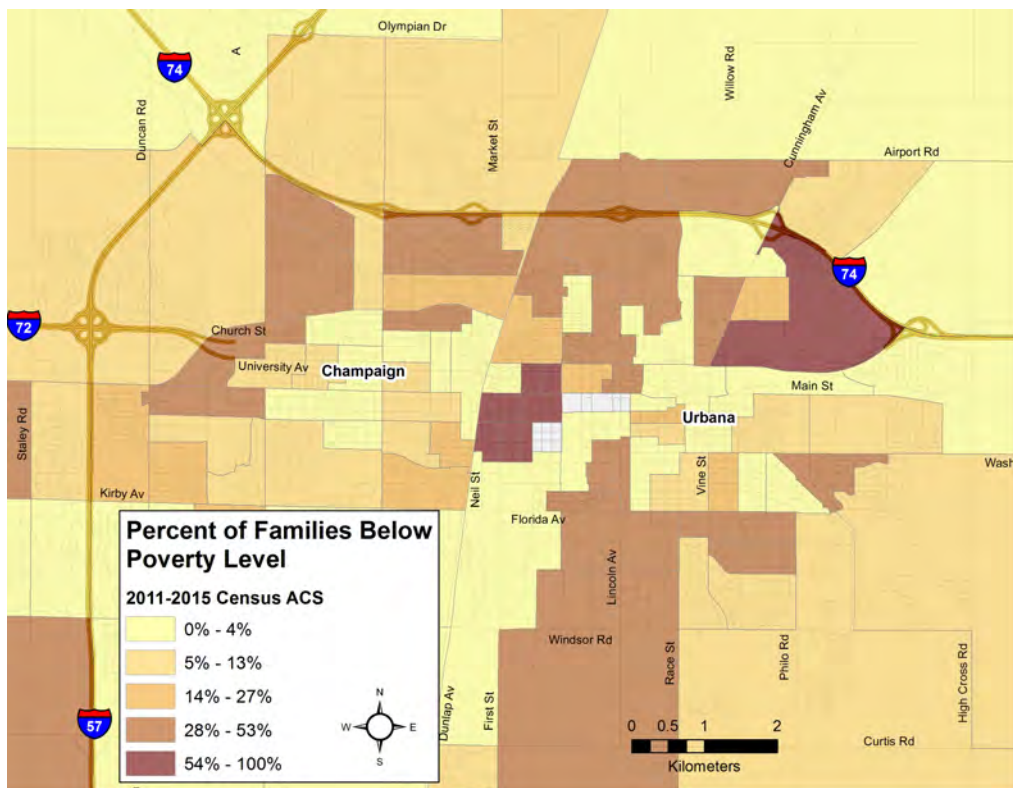 Olympian Dr
74
A
Duncan Rd
Market St
Willow Rd
Cunningham Av
Airport Rd
74
72
Church St
University Av
Champaign
Main St
Urbana
Staley Rd
Kirby Av
Neil St
Vine St
Wash
Florida Av
Percent of Families Below
Poverty Level
2011-2015 Census ACS
0% - 4%
5% - 13%
14% - 27%
28% - 53%
54% - 100%
N
W
E
S
57
Dunlap Av
First St
Windsor Rd
Lincoln Av
Race St
Philo Rd
High Cross Rd
Curtis Rd
0 0.5 1 2
Kilometers